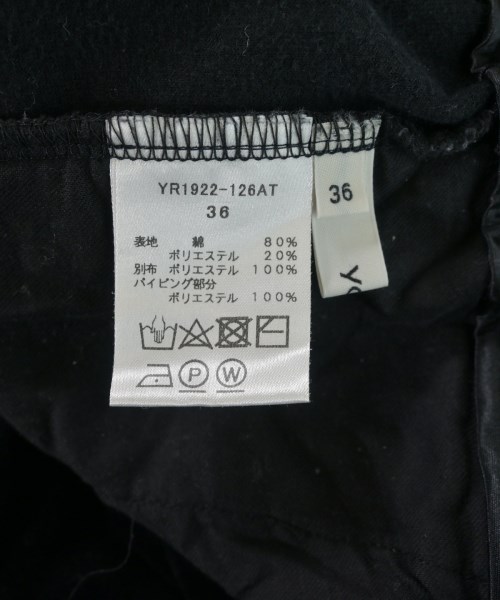 YR1922-126AT
36
表地 綿 80%
ポリエステル 20%
別布 ポリエステル 100%
パイピング部分
ポリエステル 100%
P W
36